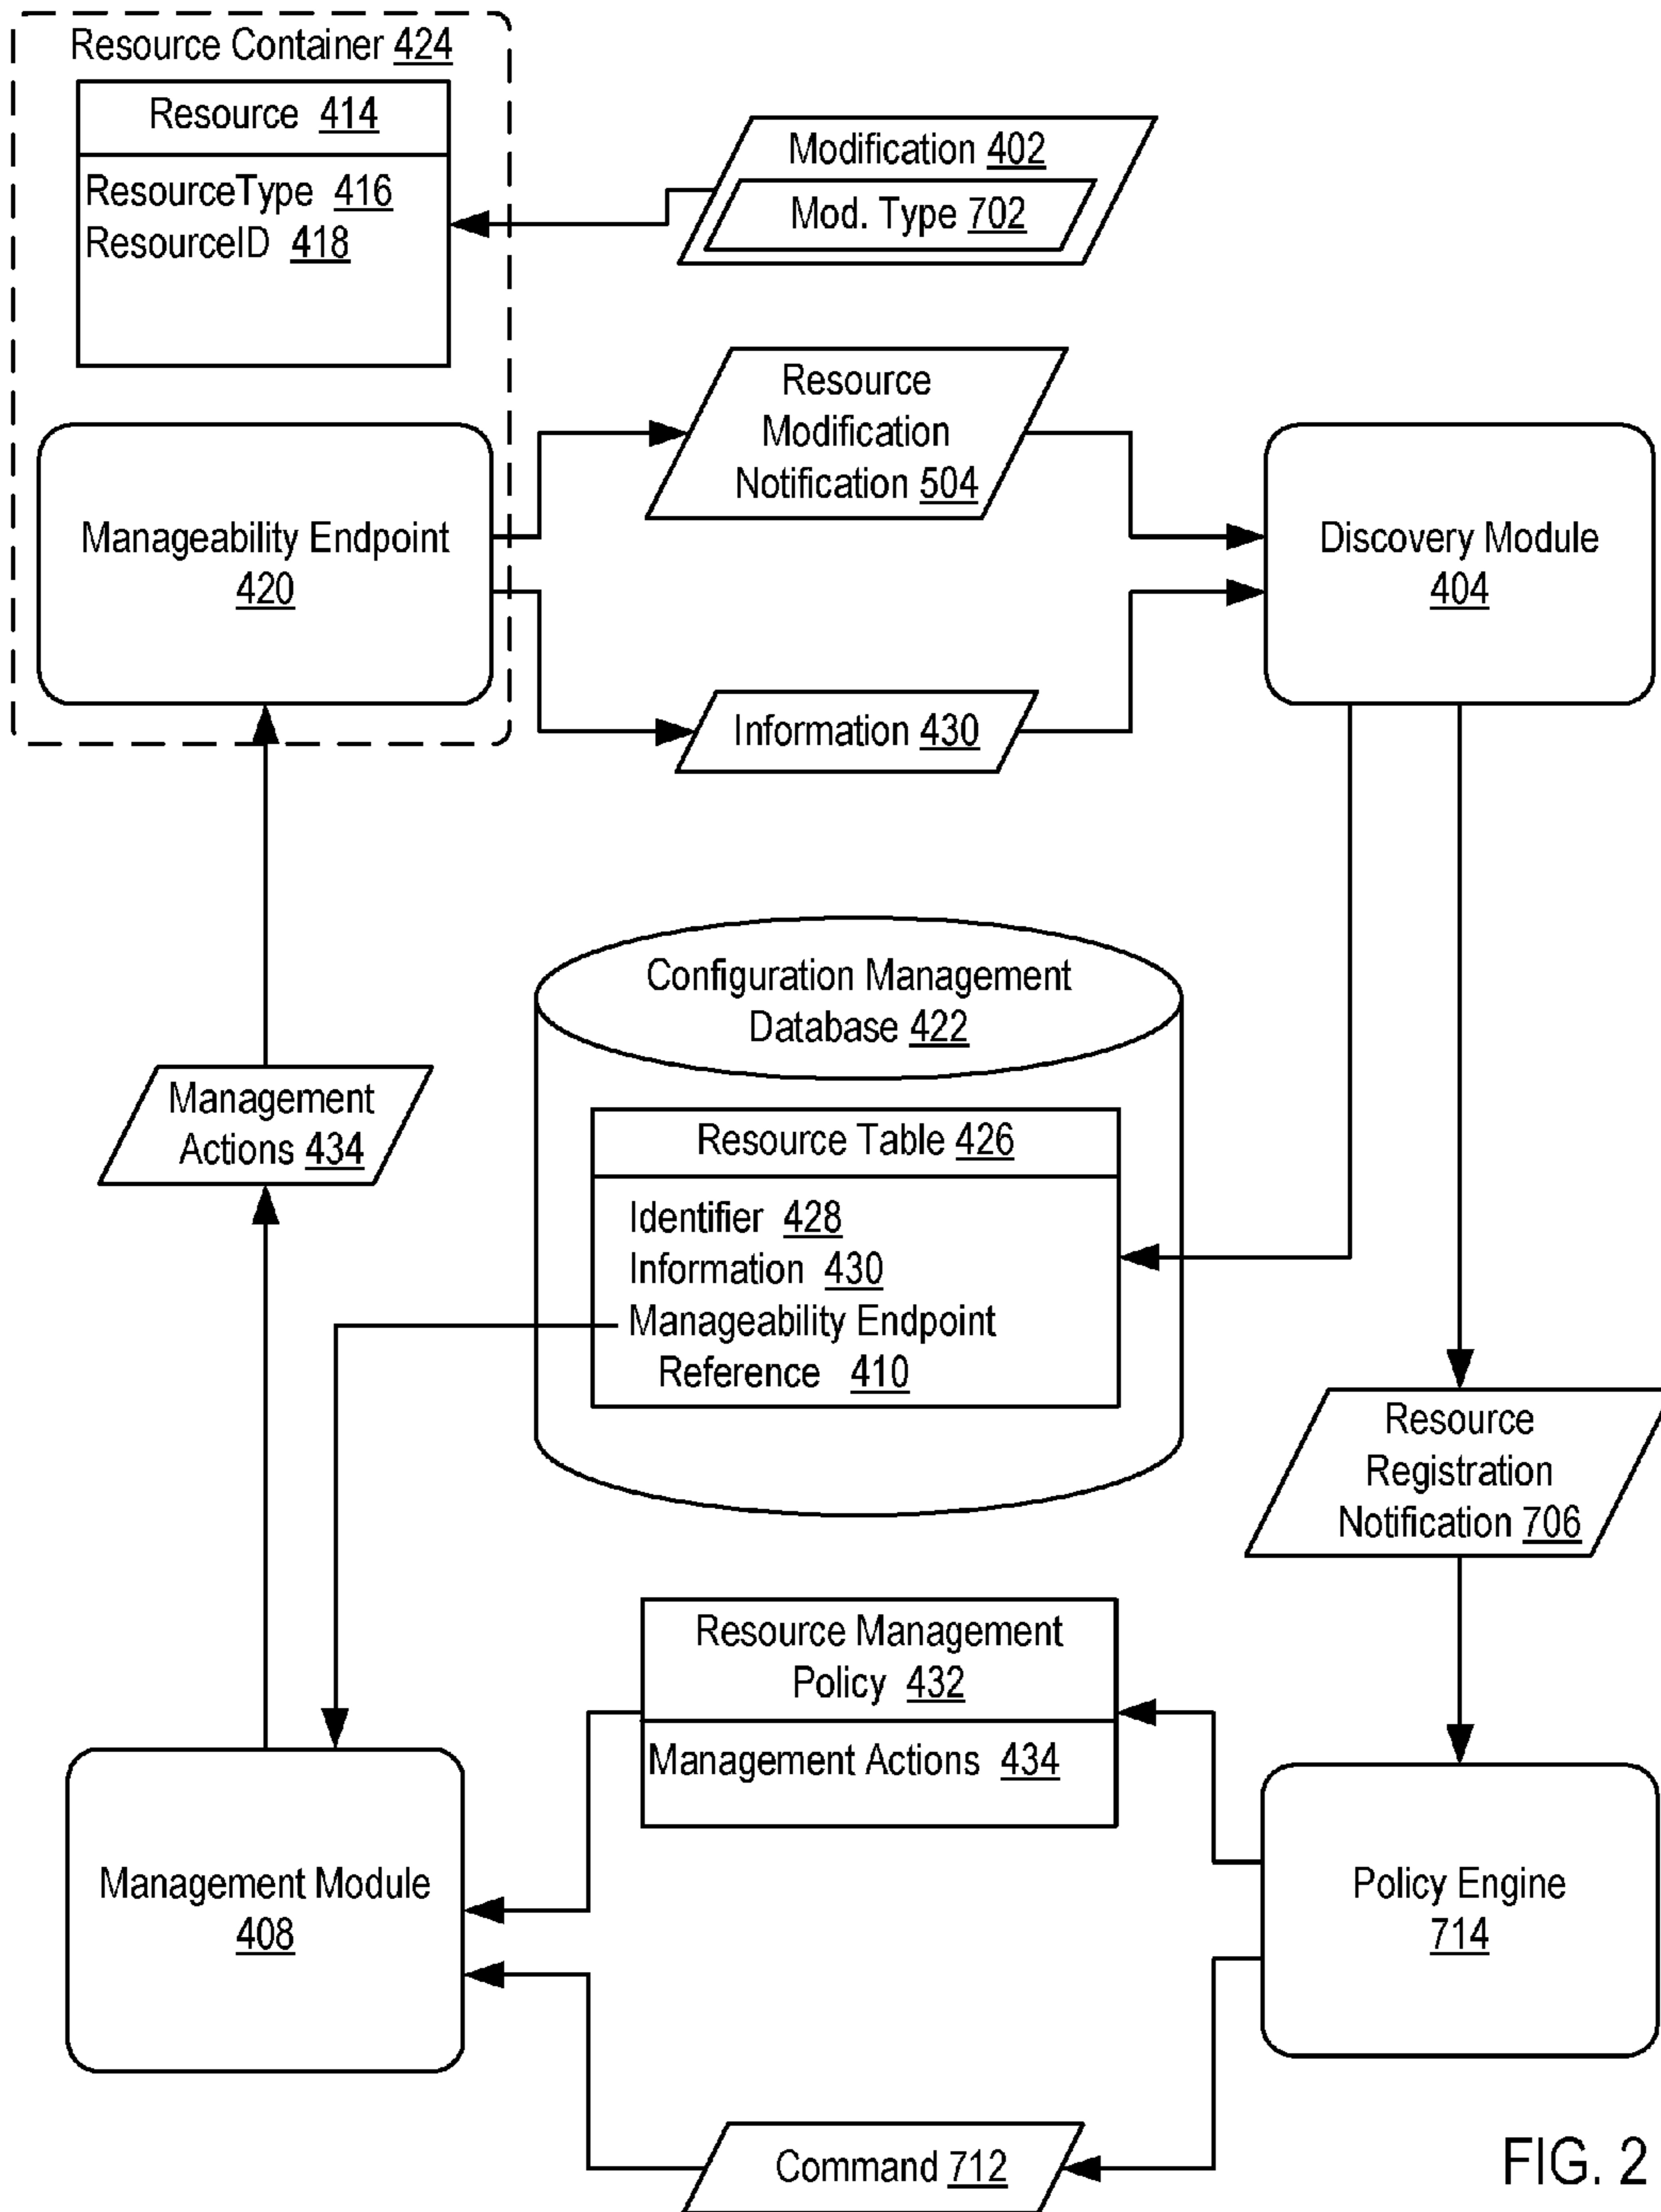 Resource Container 424
Resource 414
ResourceType 416
ResourceID 418
Modification 402
Mod. Type 702
Resource
Modification
Notification 504
Manageability Endpoint
420
Discovery Module
404
Information 430
Configuration Management
Database 422
Management
Actions 434
Resource Table 426
Identifier 428
Information 430
Manageability Endpoint
Reference 410
Resource
Registration
Notification 706
Resource Management
Policy 432
Management Actions 434
Management Module
408
Policy Engine
714
Command 712
FIG. 2